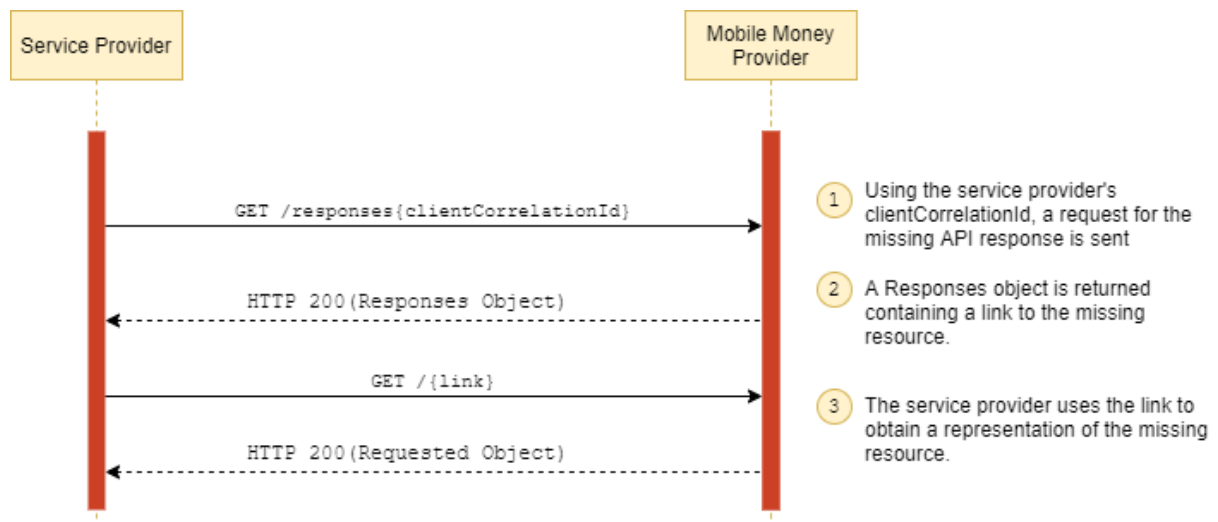 Service Provider
Mobile Money
Provider
GET /responses{clientCorrelationId}
1
Using the service provider's
clientCorrelationId, a request for the
missing API response is sent
HTTP 200(Responses Object)
2
A Responses object is returned
containing a link to the missing
resource.
GET /{link}
3
The service provider uses the link to
obtain a representation of the missing
resource.
HTTP 200(Requested Object)